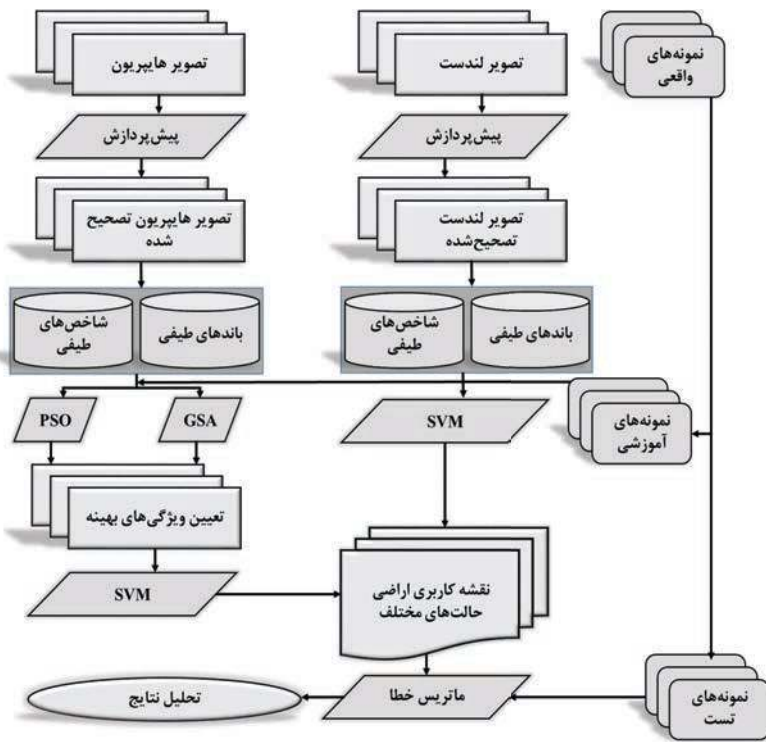 نمونه‌های
واقعی
تصویر لندست
تصویر هایپریون
پیش‌پردازش
پیش‌پردازش
تصویر لندست
تصحیح‌شده
تصویر هایپریون تصحیح
شده
باندهای طیفی
شاخص‌های
طیفی
باندهای طیفی
شاخص‌های
طیفی
نمونه‌های
آموزشی
SVM
GSA
PSO
تعیین ویژگی‌های بهینه
SVM
نقشه کاربری اراضی
حالت‌های مختلف
نمونه‌های
تست
ماتریس خطا
تحلیل نتایج